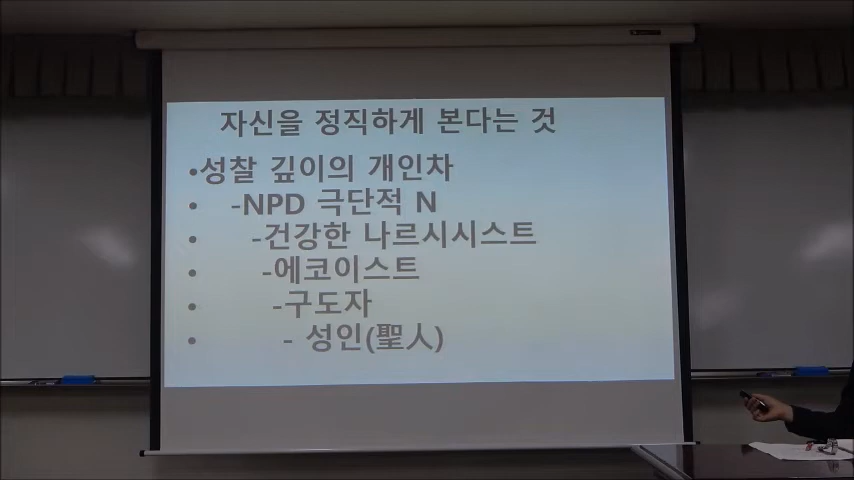 자신을 정직하게 본다는 것
•성찰 깊이의 개인차
• -NPD 극단적 N
• -건강한 나르시시스트
• -에코이스트
• -구도자
• - 성인(聖人)